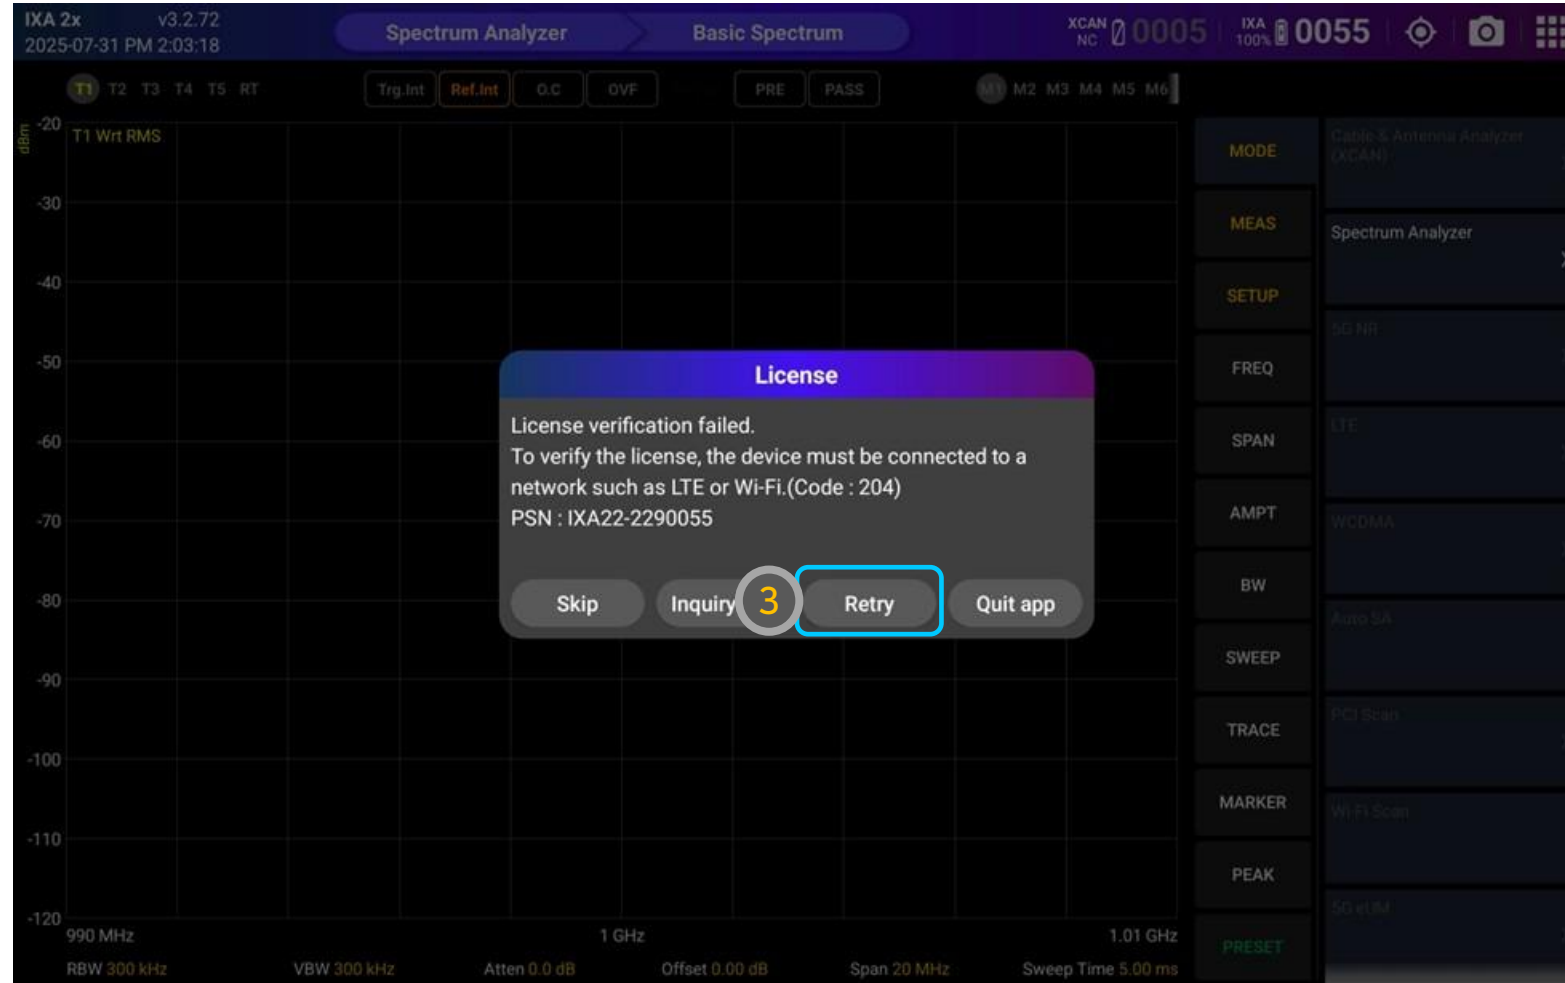 IXA 2x v3.2.72
2025-07-31 PM 2:03:18
Spectrum Analyzer
Basic Spectrum
XCAN NC 0005
IXA 100% 0055
T1 T2 T3 T4 T5 RT
Trg.Int Ref.Int O.C OVF PRE PASS
M1 M2 M3 M4 M5 M6
dBm
-20
T1 Wrt RMS
-30
-40
-50
-60
-70
-80
-90
-100
-110
-120
License
License verification failed.
To verify the license, the device must be connected to a
network such as LTE or Wi-Fi.(Code : 204)
PSN : IXA22-2290055
Skip Inquiry 3 Retry Quit app
990 MHz 1 GHz 1.01 GHz
RBW 300 kHz VBW 300 kHz Atten 0.0 dB Offset 0.00 dB Span 20 MHz Sweep Time 5.00 ms
MODE
MEAS
SETUP
FREQ
SPAN
AMPT
BW
SWEEP
TRACE
MARKER
PEAK
PRESET
Cable & Antenna Analyzer
(XCAN)
Spectrum Analyzer
5G NR
LTE
WCDMA
Auto SA
PCI Scan
Wi-Fi Scan
5G eUM